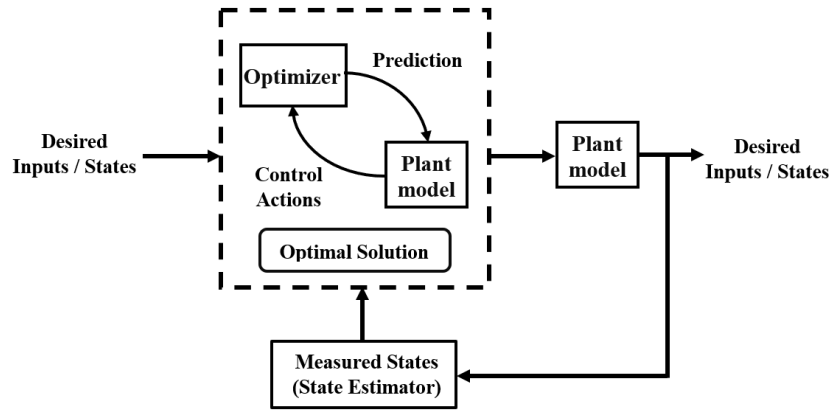 Optimizer
Prediction
Desired
Inputs / States
Control
Actions
Plant
model
Plant
model
Desired
Inputs / States
Optimal Solution
Measured States
(State Estimator)